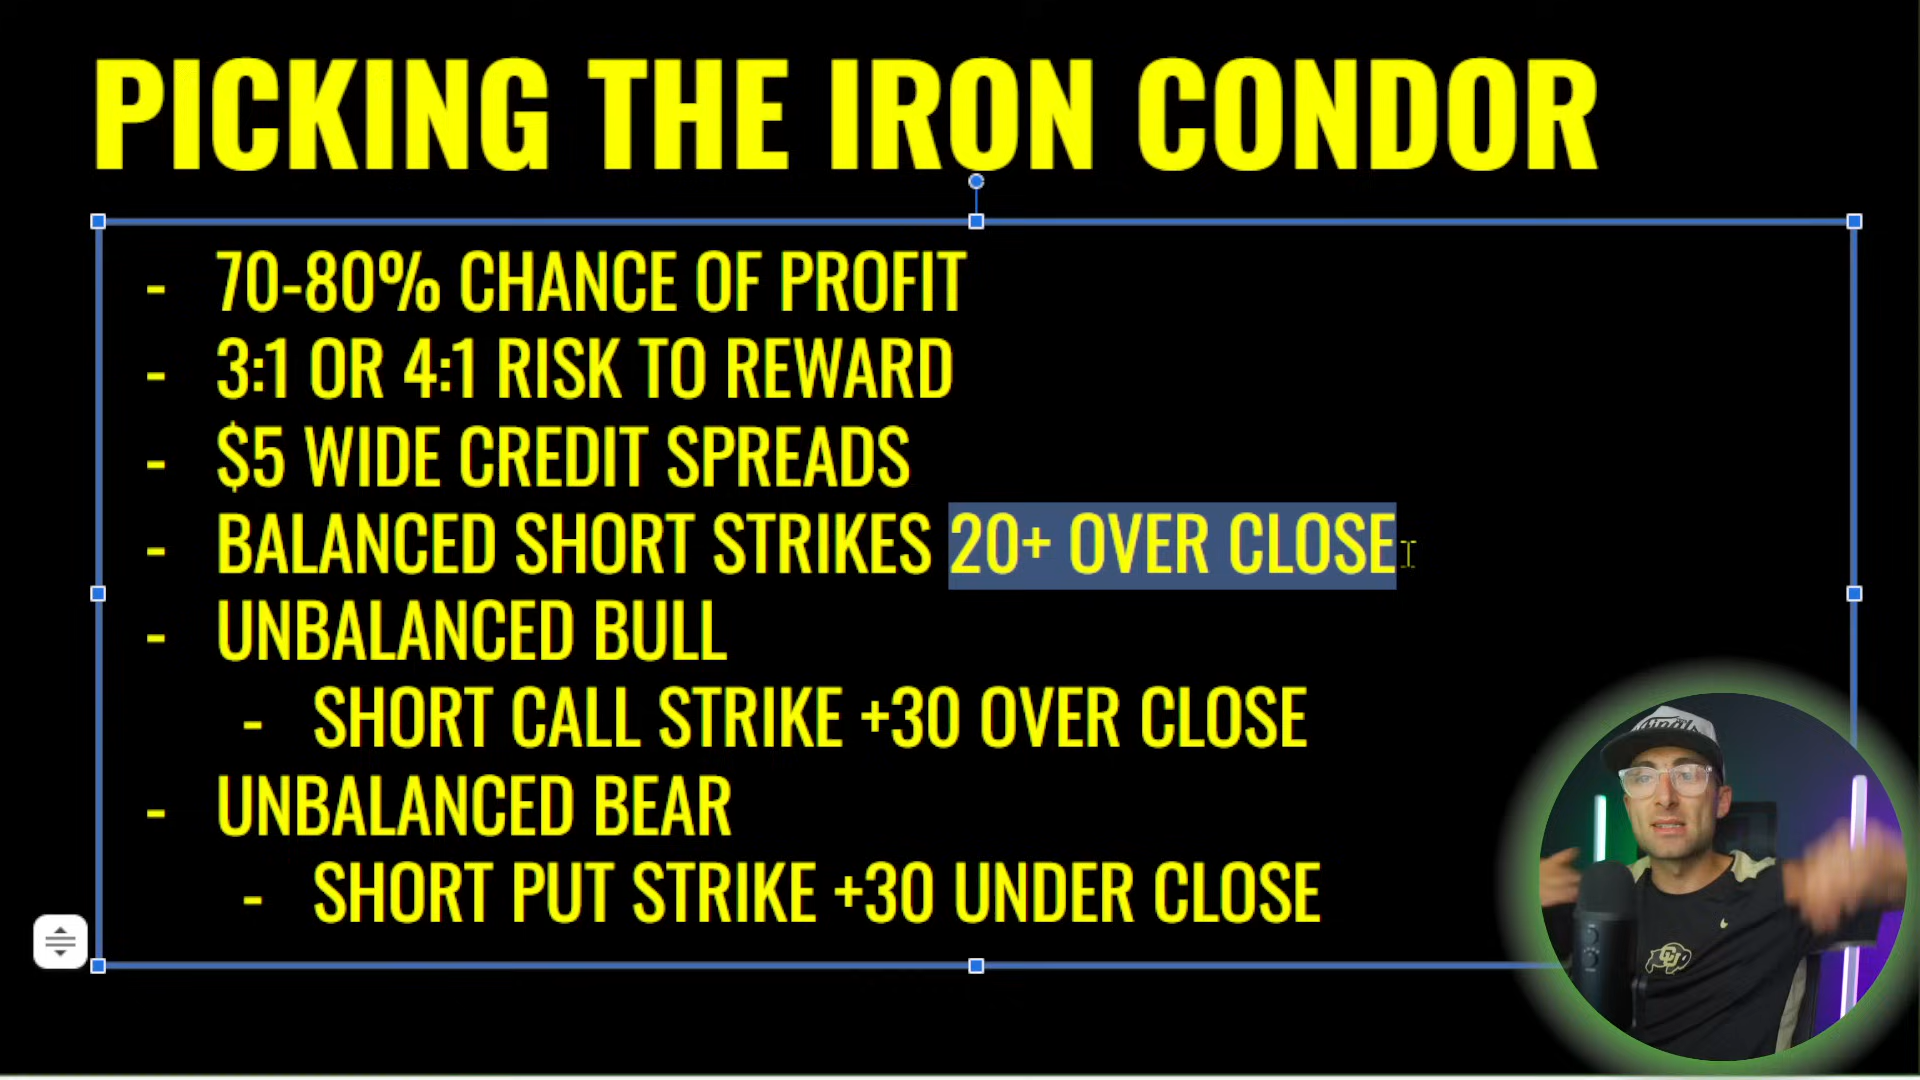 PICKING THE IRON CONDOR
- 70-80% CHANCE OF PROFIT
- 3:1 OR 4:1 RISK TO REWARD
- $5 WIDE CREDIT SPREADS
- BALANCED SHORT STRIKES 20+ OVER CLOSE
- UNBALANCED BULL
- SHORT CALL STRIKE +30 OVER CLOSE
- UNBALANCED BEAR
- SHORT PUT STRIKE +30 UNDER CLOSE
CU